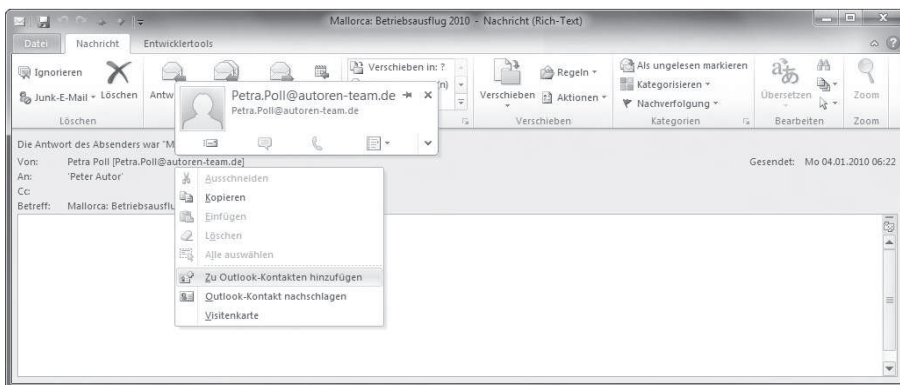 Mallorca: Betriebsausflug 2010 - Nachricht (Rich-Text)
Datei Nachricht Entwicklertools
Ignorieren
Junk-E-Mail
Löschen
Antw
Verschieben in: ?
Verschieben
Regeln
Aktionen
Als ungelesen markieren
Kategorisieren
Nachverfolgung
Übersetzen
Zoom
Löschen Verschieben Kategorien Bearbeiten Zoom
Petra.Poll@autoren-team.de
Petra.Poll@autoren-team.de
Die Antwort des Absenders war "M
Von: Petra Poll [Petra.Poll@autoren-team.de] Gesendet: Mo 04.01.2010 06:22
An: 'Peter Autor'
Cc:
Betreff: Mallorca: Betriebsausflu
Ausschneiden
Kopieren
Einfügen
Löschen
Alle auswählen
Zu Outlook-Kontakten hinzufügen
Outlook-Kontakt nachschlagen
Visitenkarte